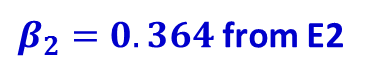 β₂ = 0.364 from E2